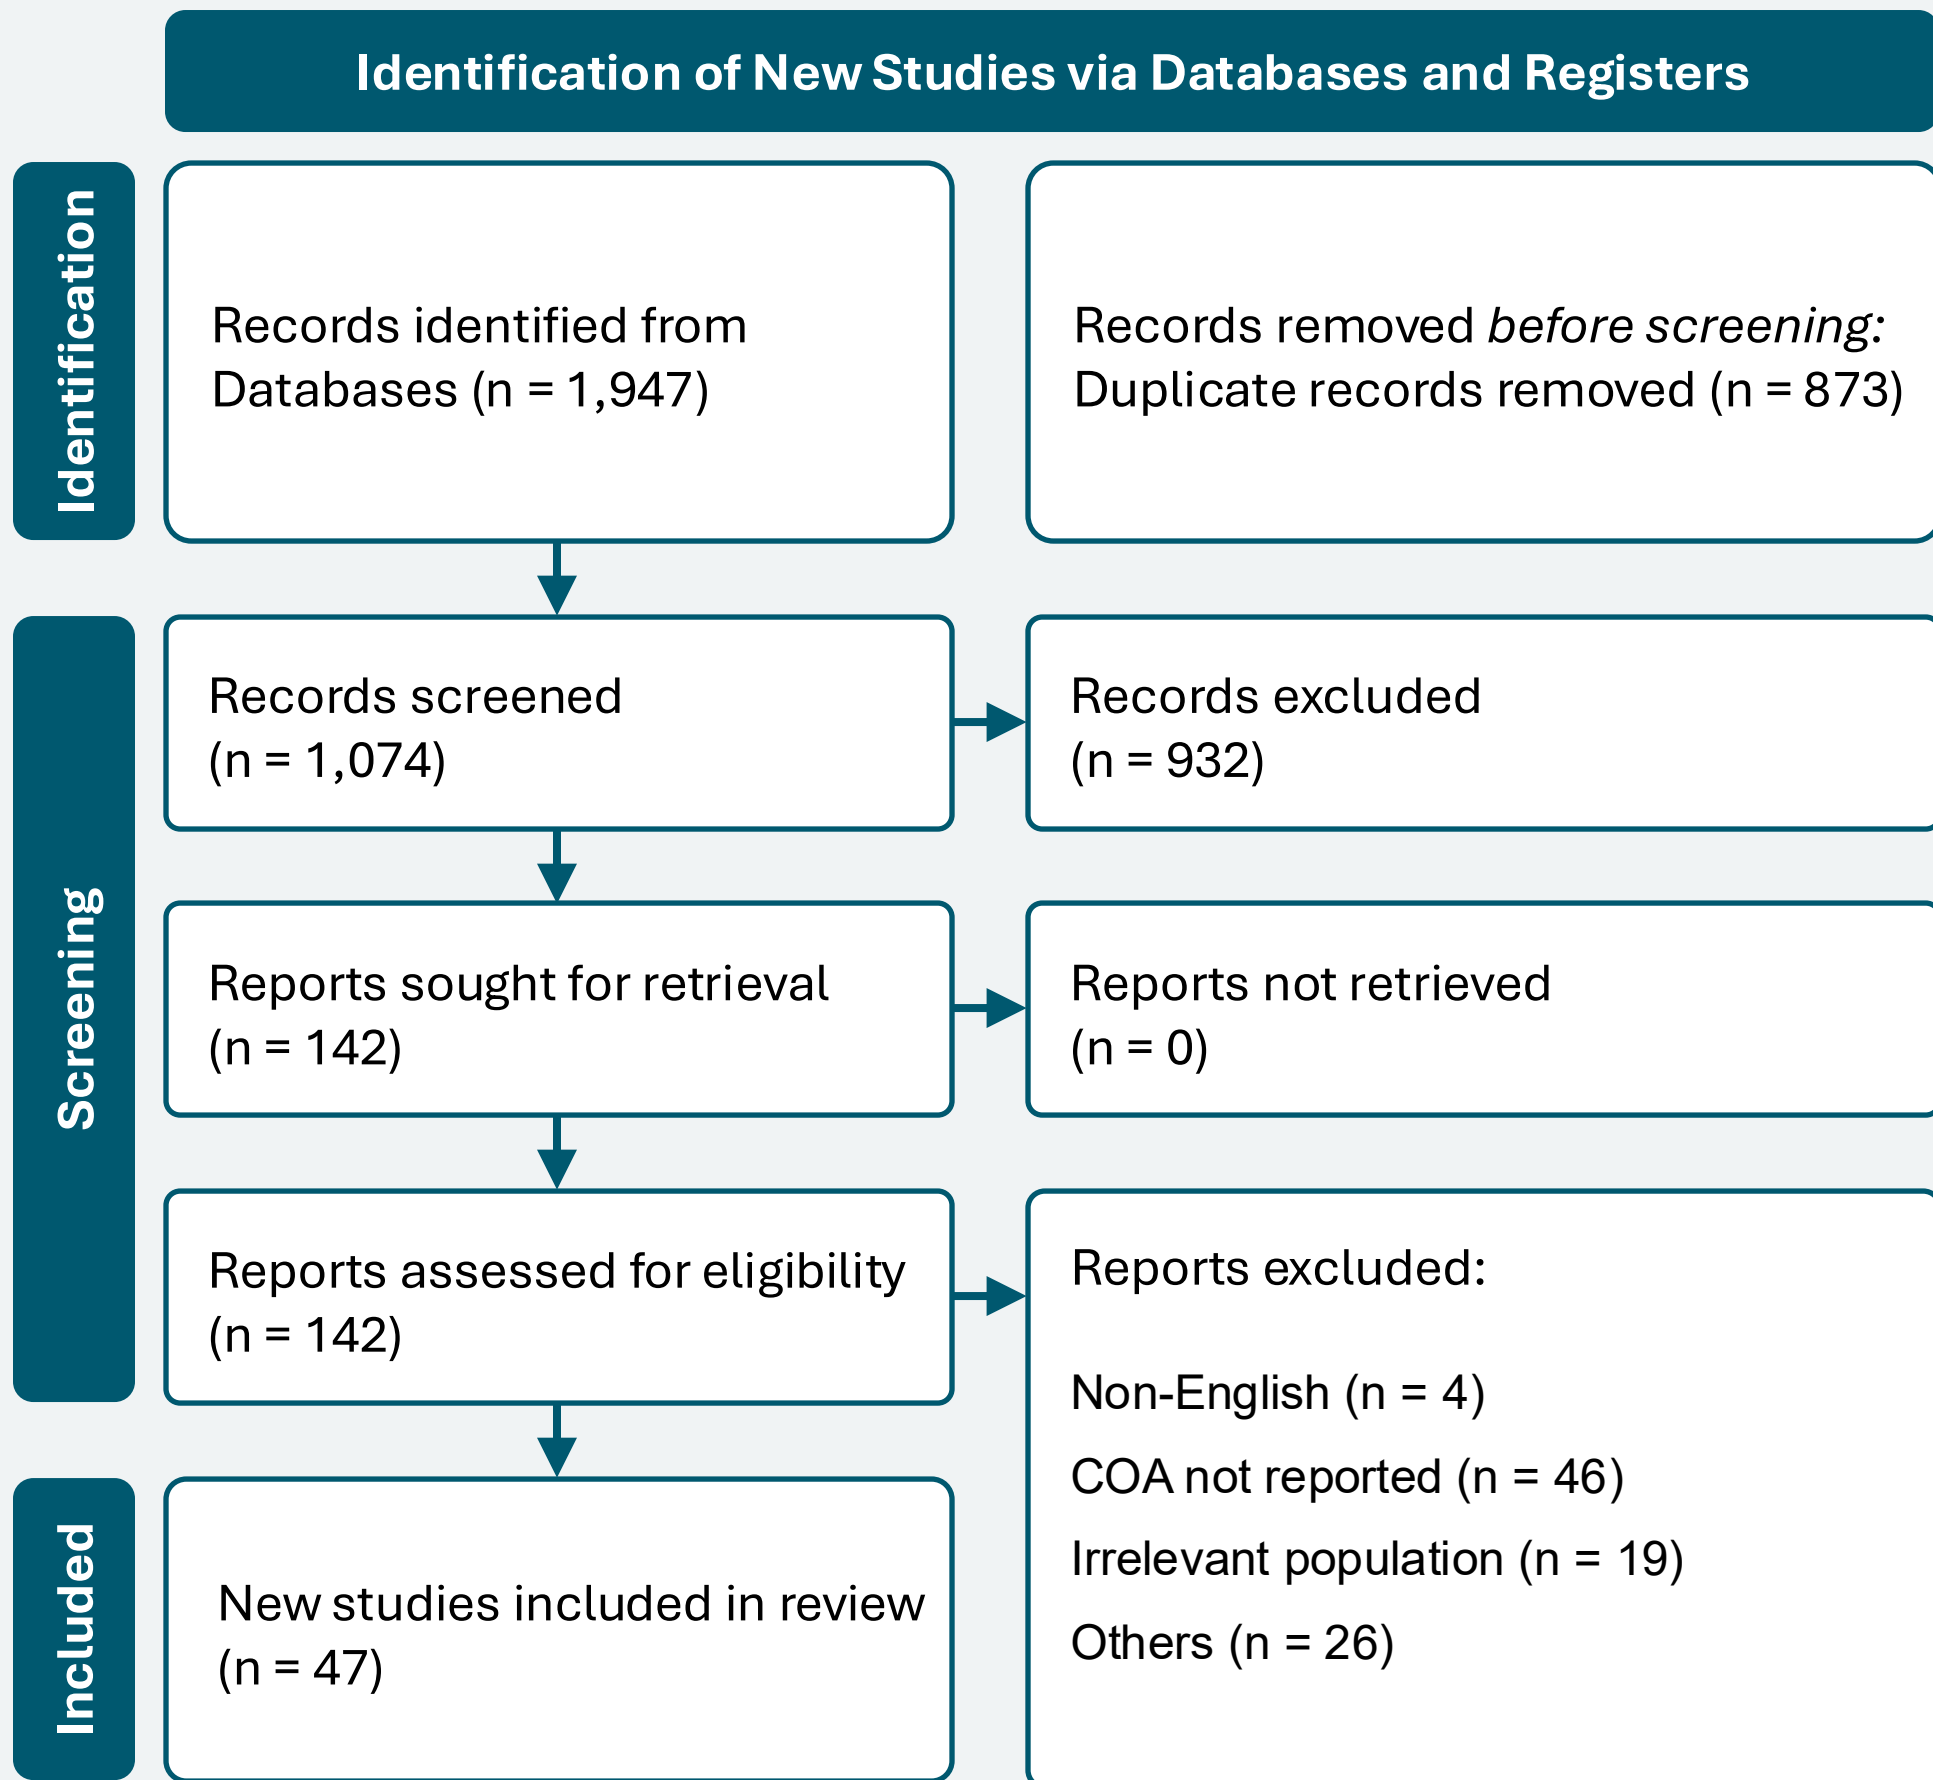 Identification of New Studies via Databases and Registers
Identification
Records identified from
Databases (n = 1,947)
Records removed before screening:
Duplicate records removed (n = 873)
Screening
Records screened
(n = 1,074)
Records excluded
(n = 932)
Reports sought for retrieval
(n = 142)
Reports not retrieved
(n = 0)
Reports assessed for eligibility
(n = 142)
Reports excluded:
Non-English (n = 4)
COA not reported (n = 46)
Irrelevant population (n = 19)
Others (n = 26)
Included
New studies included in review
(n = 47)